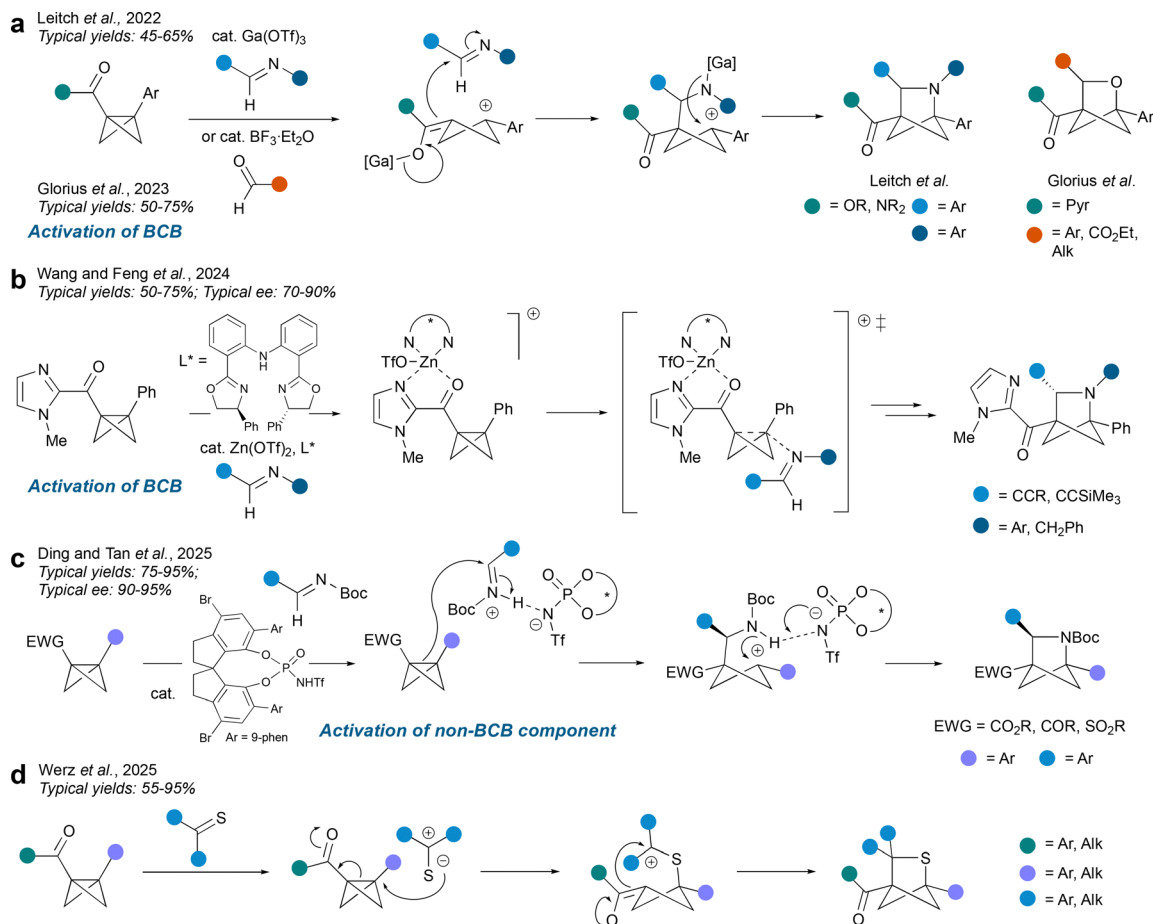 a
Leitch et al., 2022
Typical yields: 45-65%
cat. Ga(OTf)3
N
H
O
Ar
or cat. BF3·Et2O
O
H
Glorius et al., 2023
Typical yields: 50-75%
Activation of BCB
N
H
⊕
Ar
[Ga]
O
[Ga]
N
⊕
Ar
O
N
O
Ar
O
O
Ar
Leitch et al.
= OR, NR2
= Ar
= Ar
Glorius et al.
= Pyr
= Ar, CO2Et,
Alk
b
Wang and Feng et al., 2024
Typical yields: 50-75%; Typical ee: 70-90%
N
N
Me
O
Ph
L* =
N
H
O
N
N
O
Ph
Ph
cat. Zn(OTf)2, L*
N
H
Activation of BCB
*
N
N
TfO
Zn
N
O
N
Me
Ph
⊕
*
N
N
TfO
Zn
N
O
N
Me
Ph
N
H
⊕ ‡
N
N
Me
O
N
Ph
= CCR, CCSiMe3
= Ar, CH2Ph
c
Ding and Tan et al., 2025
Typical yields: 75-95%;
Typical ee: 90-95%
N
Boc
H
EWG
cat.
Br
Ar
O
P
O
O
NHTf
Ar
Br
Ar = 9-phen
EWG
N
Boc
⊕
H
N
⊖
Tf
O
P
O
O
*
Activation of non-BCB component
Boc
N
H
⊕
EWG
⊖
N
Tf
O
P
O
O
*
NBoc
EWG
EWG = CO2R, COR, SO2R
= Ar
= Ar
d
Werz et al., 2025
Typical yields: 55-95%
O
S
O
⊕
S
⊖
⊕
S
O
S
O
= Ar, Alk
= Ar, Alk
= Ar, Alk